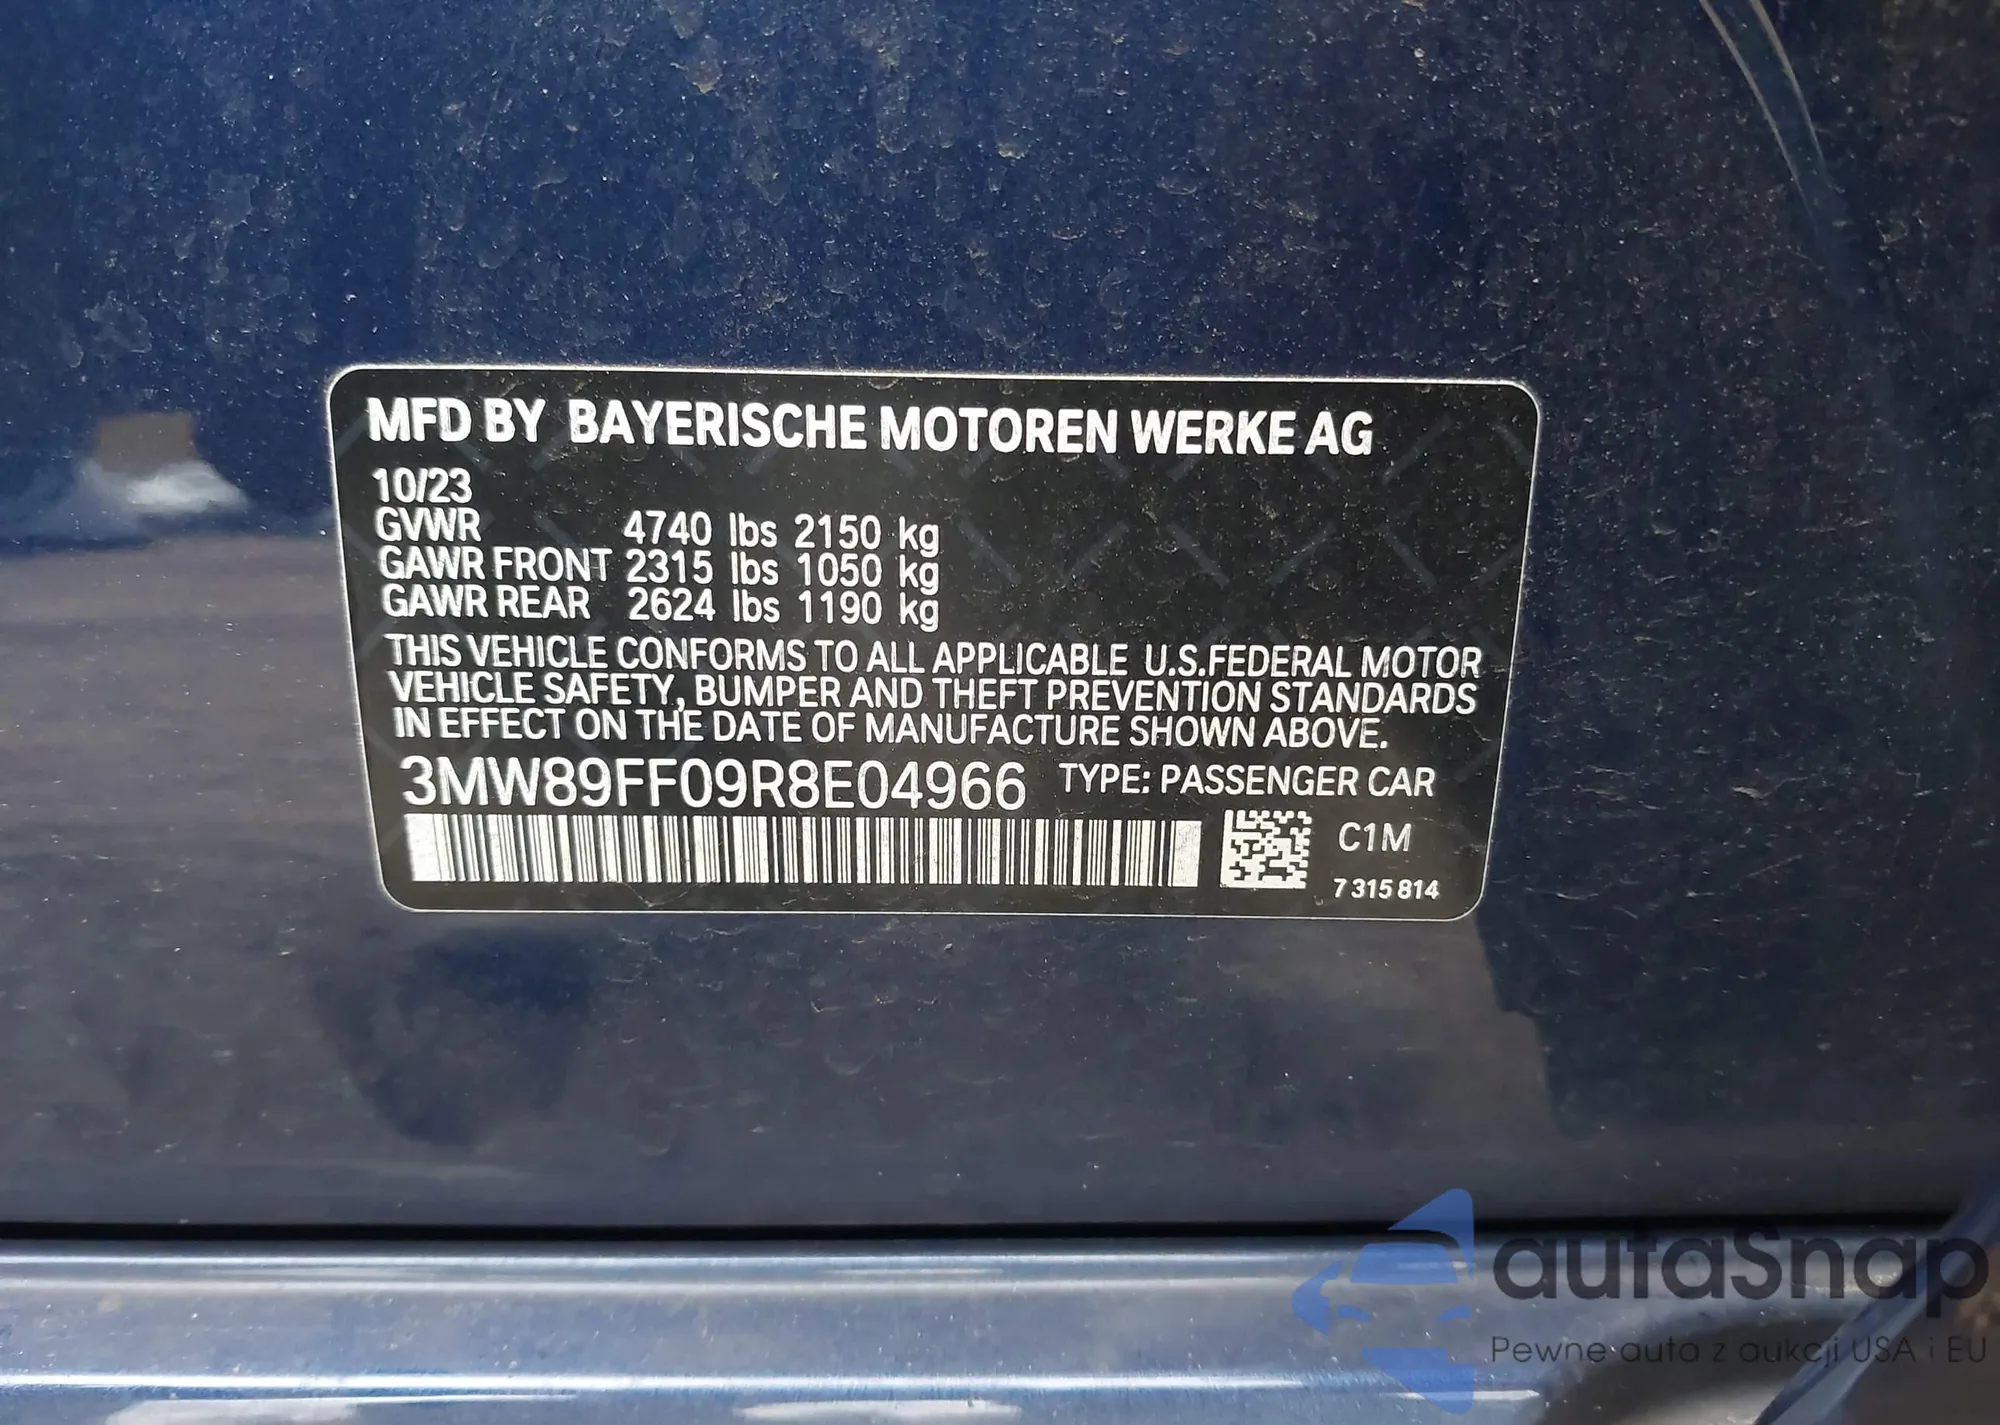 MFD BY BAYERISCHE MOTOREN WERKE AG
10/23
GVWR 4740 lbs 2150 kg
GAWR FRONT 2315 lbs 1050 kg
GAWR REAR 2624 lbs 1190 kg
THIS VEHICLE CONFORMS TO ALL APPLICABLE U.S.FEDERAL MOTOR
VEHICLE SAFETY, BUMPER AND THEFT PREVENTION STANDARDS
IN EFFECT ON THE DATE OF MANUFACTURE SHOWN ABOVE.
3MW89FF09R8E04966 TYPE: PASSENGER CAR
C1M
7 315 814
autaSnap
Pewne auta z aukcji USA i EU